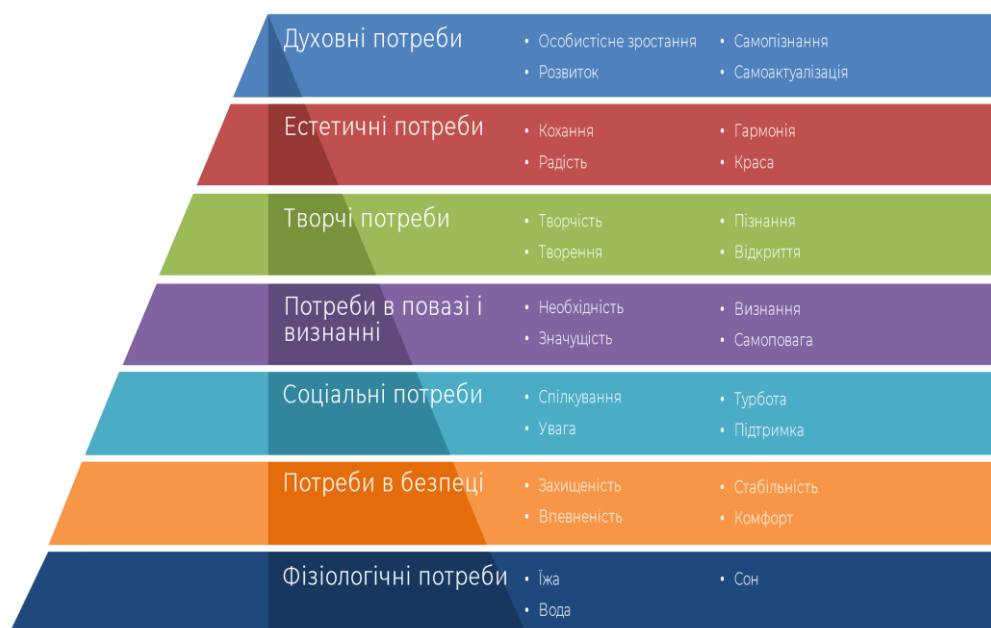 Духовні потреби
• Особистісне зростання
• Розвиток
• Самопізнання
• Самоактуалізація
Естетичні потреби
• Кохання
• Радість
• Гармонія
• Краса
Творчі потреби
• Творчість
• Творення
• Пізнання
• Відкриття
Потреби в повазі і
визнанні
• Необхідність
• Значущість
• Визнання
• Самоповага
Соціальні потреби
• Спілкування
• Увага
• Турбота
• Підтримка
Потреби в безпеці
• Захищеність
• Впевненість
• Стабільність
• Комфорт
Фізіологічні потреби
• Їжа
• Вода
• Сон